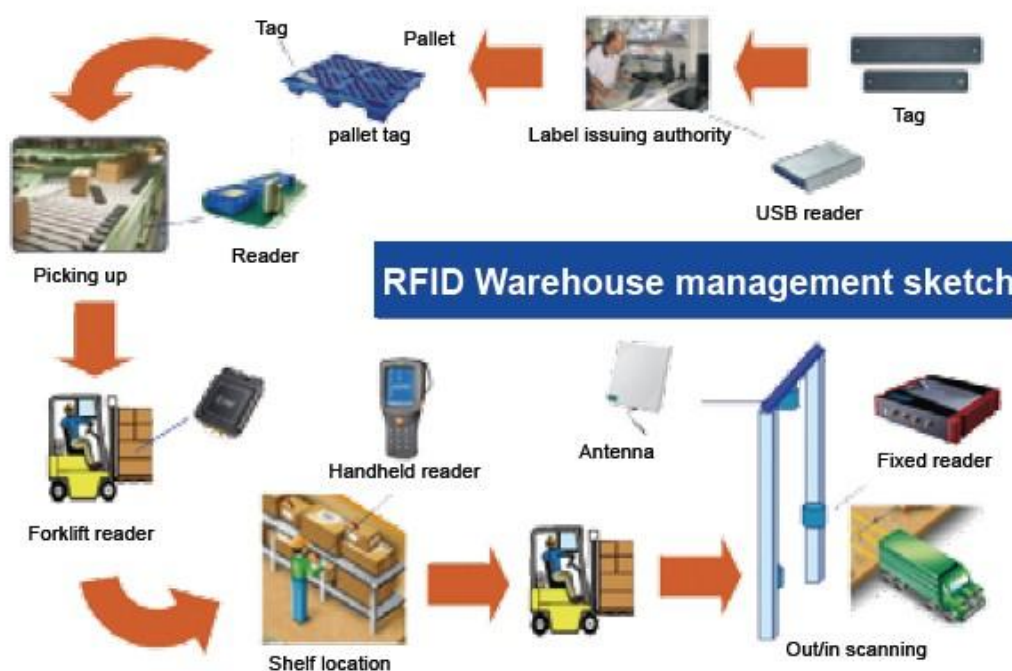 Tag
Pallet
pallet tag
Label issuing authority
Tag
USB reader
Picking up
Reader
RFID Warehouse management sketch
Forklift reader
Handheld reader
Antenna
Fixed reader
Shelf location
Out/in scanning